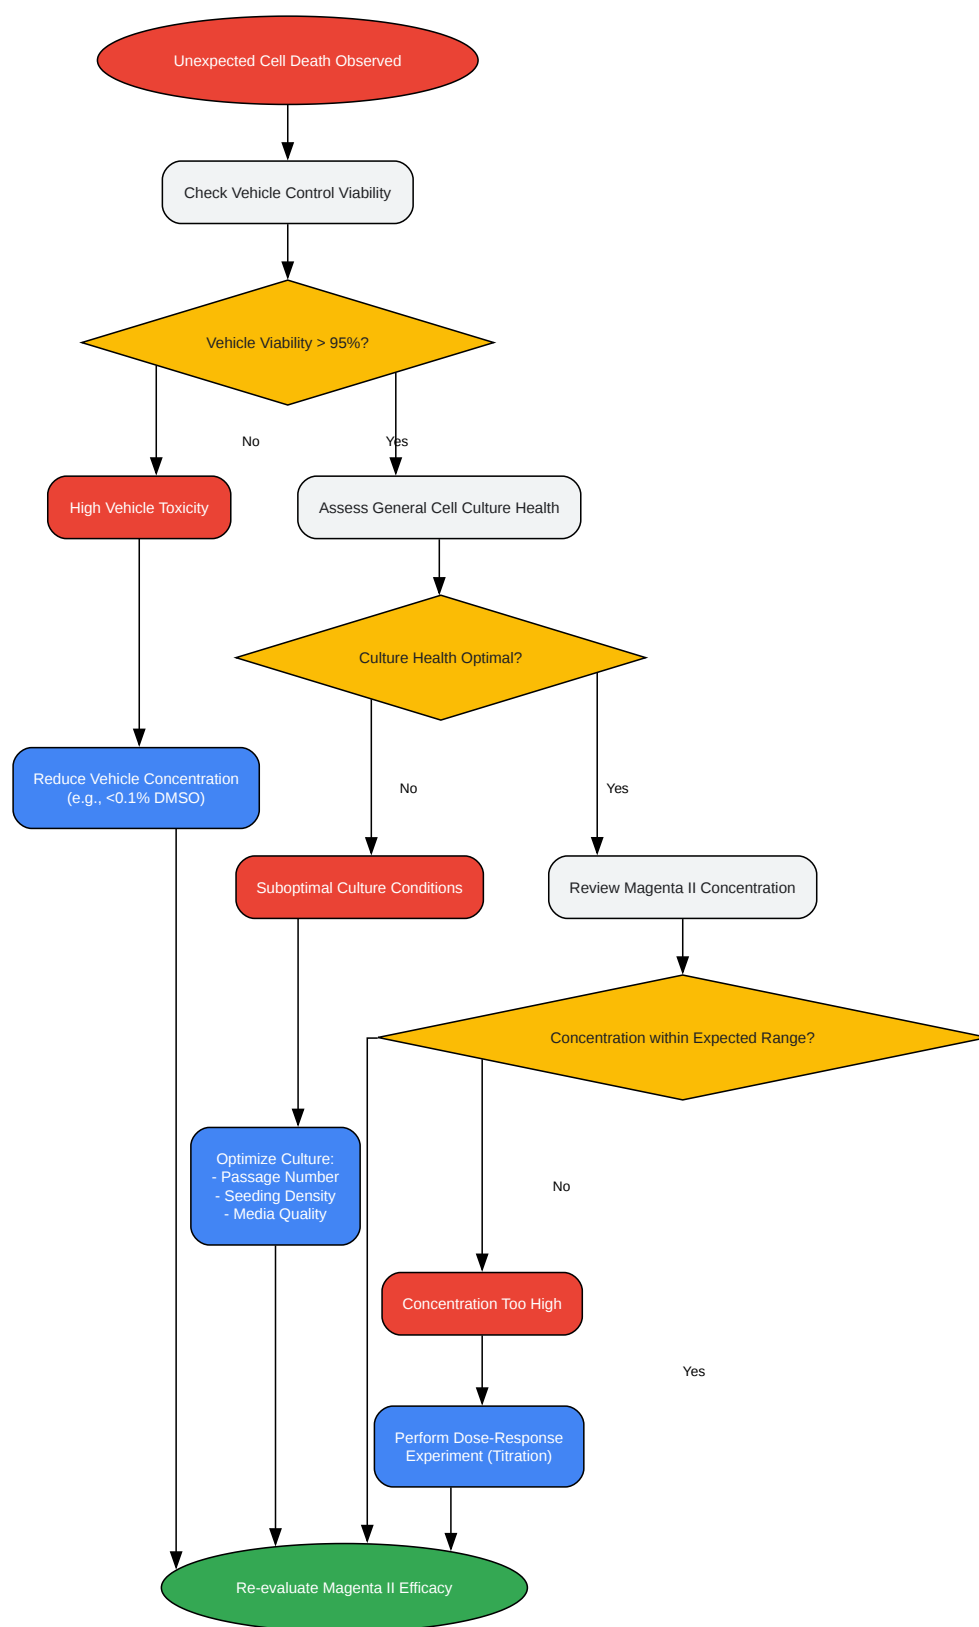 Unexpected Cell Death Observed
Check Vehicle Control Viability
Vehicle Viability > 95%?
No
Yes
High Vehicle Toxicity
Assess General Cell Culture Health
Culture Health Optimal?
Reduce Vehicle Concentration
(e.g., <0.1% DMSO)
No
Yes
Suboptimal Culture Conditions
Review Magenta II Concentration
Concentration within Expected Range?
Optimize Culture:
- Passage Number
- Seeding Density
- Media Quality
No
Concentration Too High
Yes
Perform Dose-Response
Experiment (Titration)
Re-evaluate Magenta II Efficacy